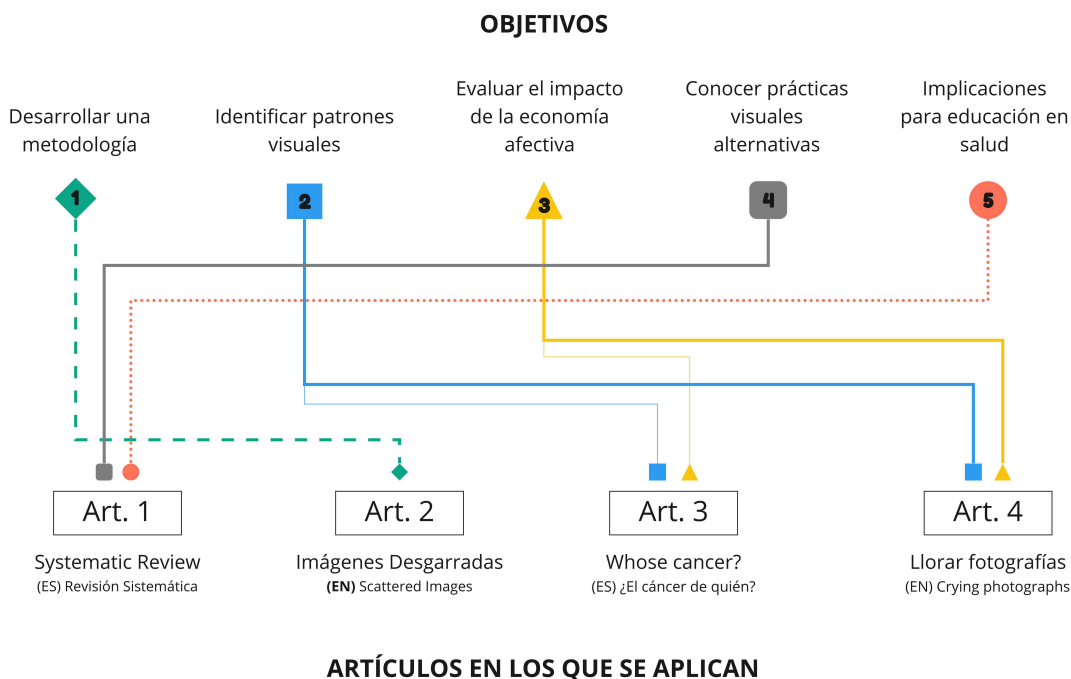 OBJETIVOS
Desarrollar una
metodología
Identificar patrones
visuales
Evaluar el impacto
de la economía
afectiva
Conocer prácticas
visuales
alternativas
Implicaciones
para educación en
salud
1
2
3
4
5
Art. 1
Art. 2
Art. 3
Art. 4
Systematic Review
(ES) Revisión Sistemática
Imágenes Desgarradas
(EN) Scattered Images
Whose cancer?
(ES) ¿El cáncer de quién?
Llorar fotografías
(EN) Crying photographs
ARTÍCULOS EN LOS QUE SE APLICAN